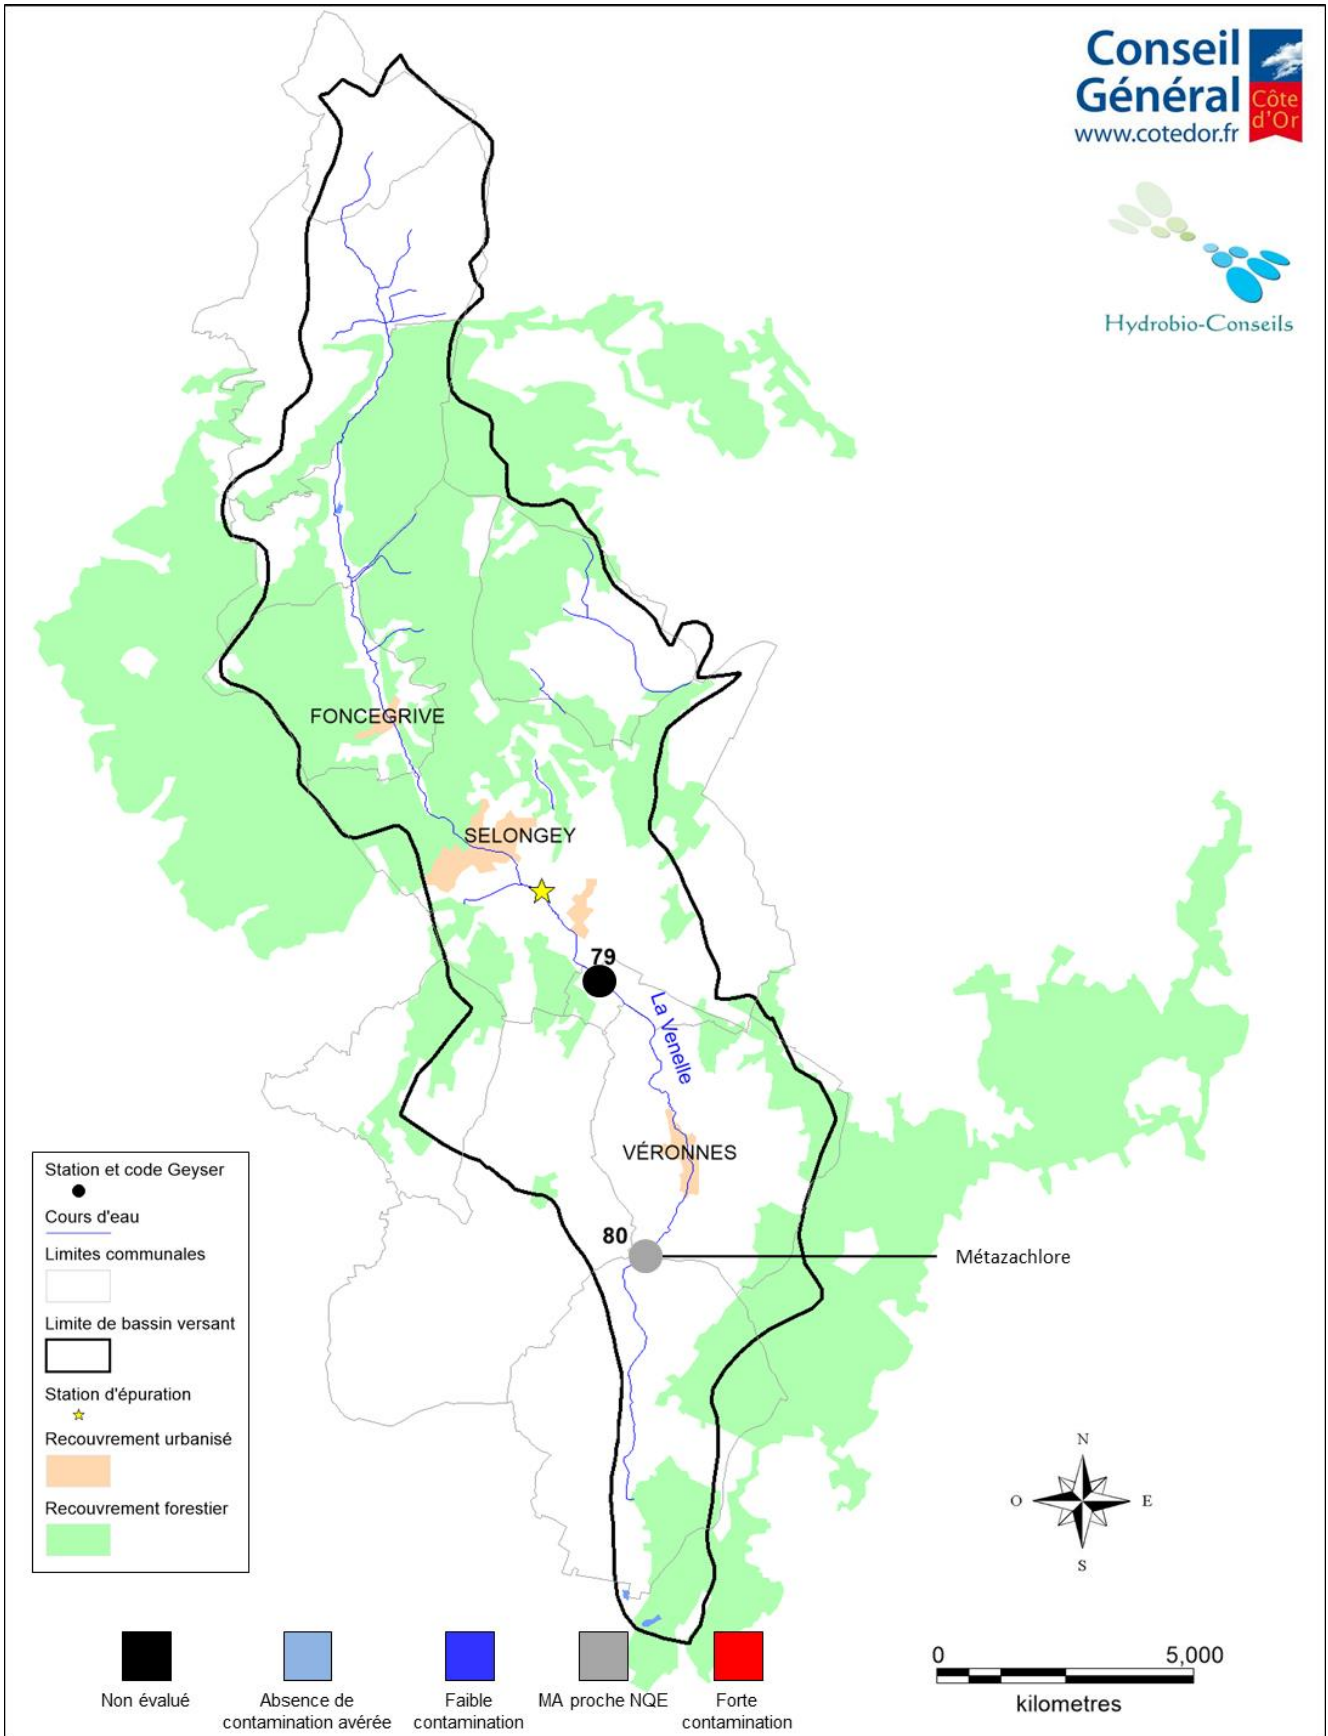 Conseil
Général
Côte
d'Or
www.cotedor.fr
Hydrobio-Conseils
FONCEGRIVE
SELONGEY
79
La Venelle
VÉRONNES
80
Métazachlore
Station et code Geyser
Cours d'eau
Limites communales
Limite de bassin versant
Station d'épuration
Recouvrement urbanisé
Recouvrement forestier
N
O
E
S
0
5,000
kilometres
Non évalué
Absence de
contamination avérée
Faible
contamination
MA proche NQE
Forte
contamination